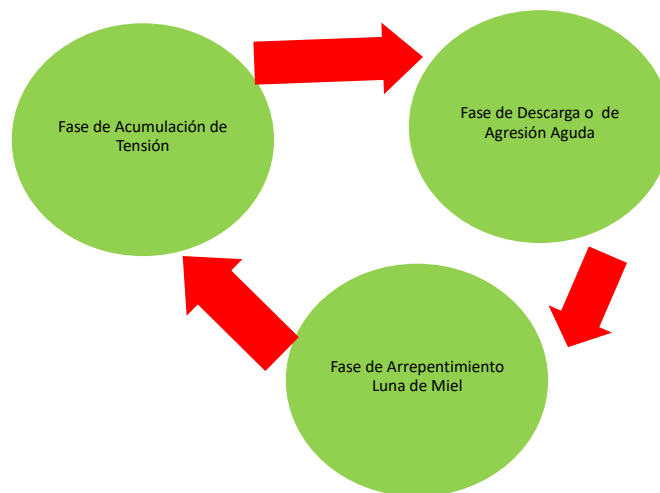 Fase de Acumulación de
Tensión
Fase de Descarga o  de
Agresión Aguda
Fase de Arrepentimiento
Luna de Miel